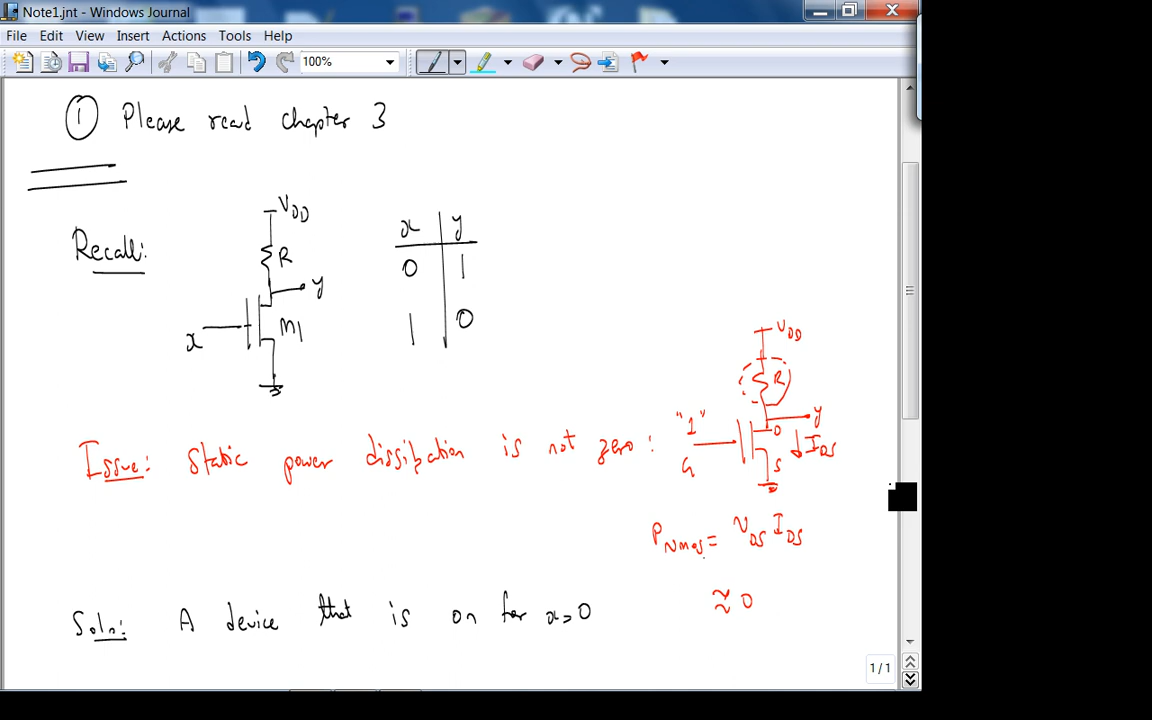 Note1.jnt - Windows Journal
File Edit View Insert Actions Tools Help
100%
① Please read chapter 3
Recall:
VDD
R
y
x
M1
x y
0 1
1 0
VDD
R
y
"1"
G
D
S
IDS
Issue: Static power dissipation is not zero:
PNMOS = VDS IDS
≈ 0
Soln: A device that is on for x=0
1/1